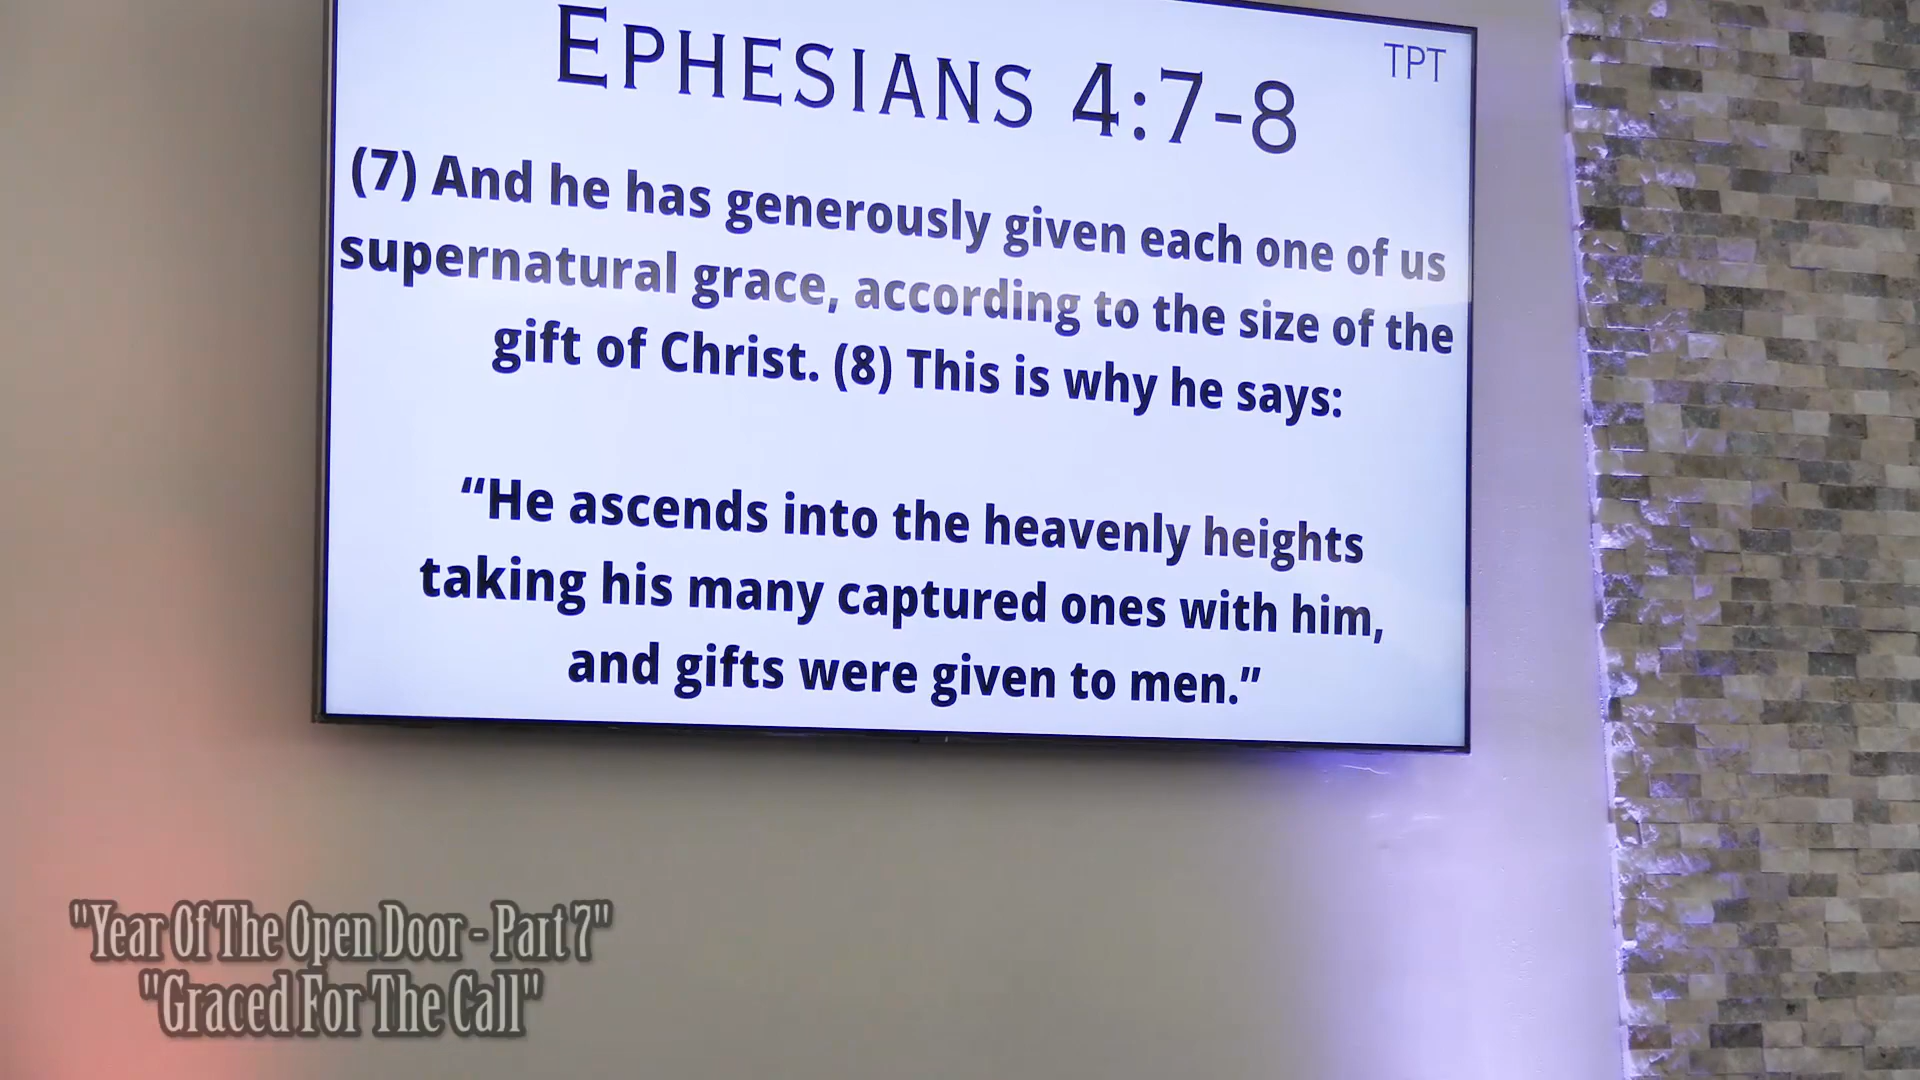 EPHESIANS 4:7-8
TPT
(7) And he has generously given each one of us
supernatural grace, according to the size of the
gift of Christ. (8) This is why he says:
“He ascends into the heavenly heights
taking his many captured ones with him,
and gifts were given to men.”
"Year Of The Open Door - Part 7"
"Graced For The Call"